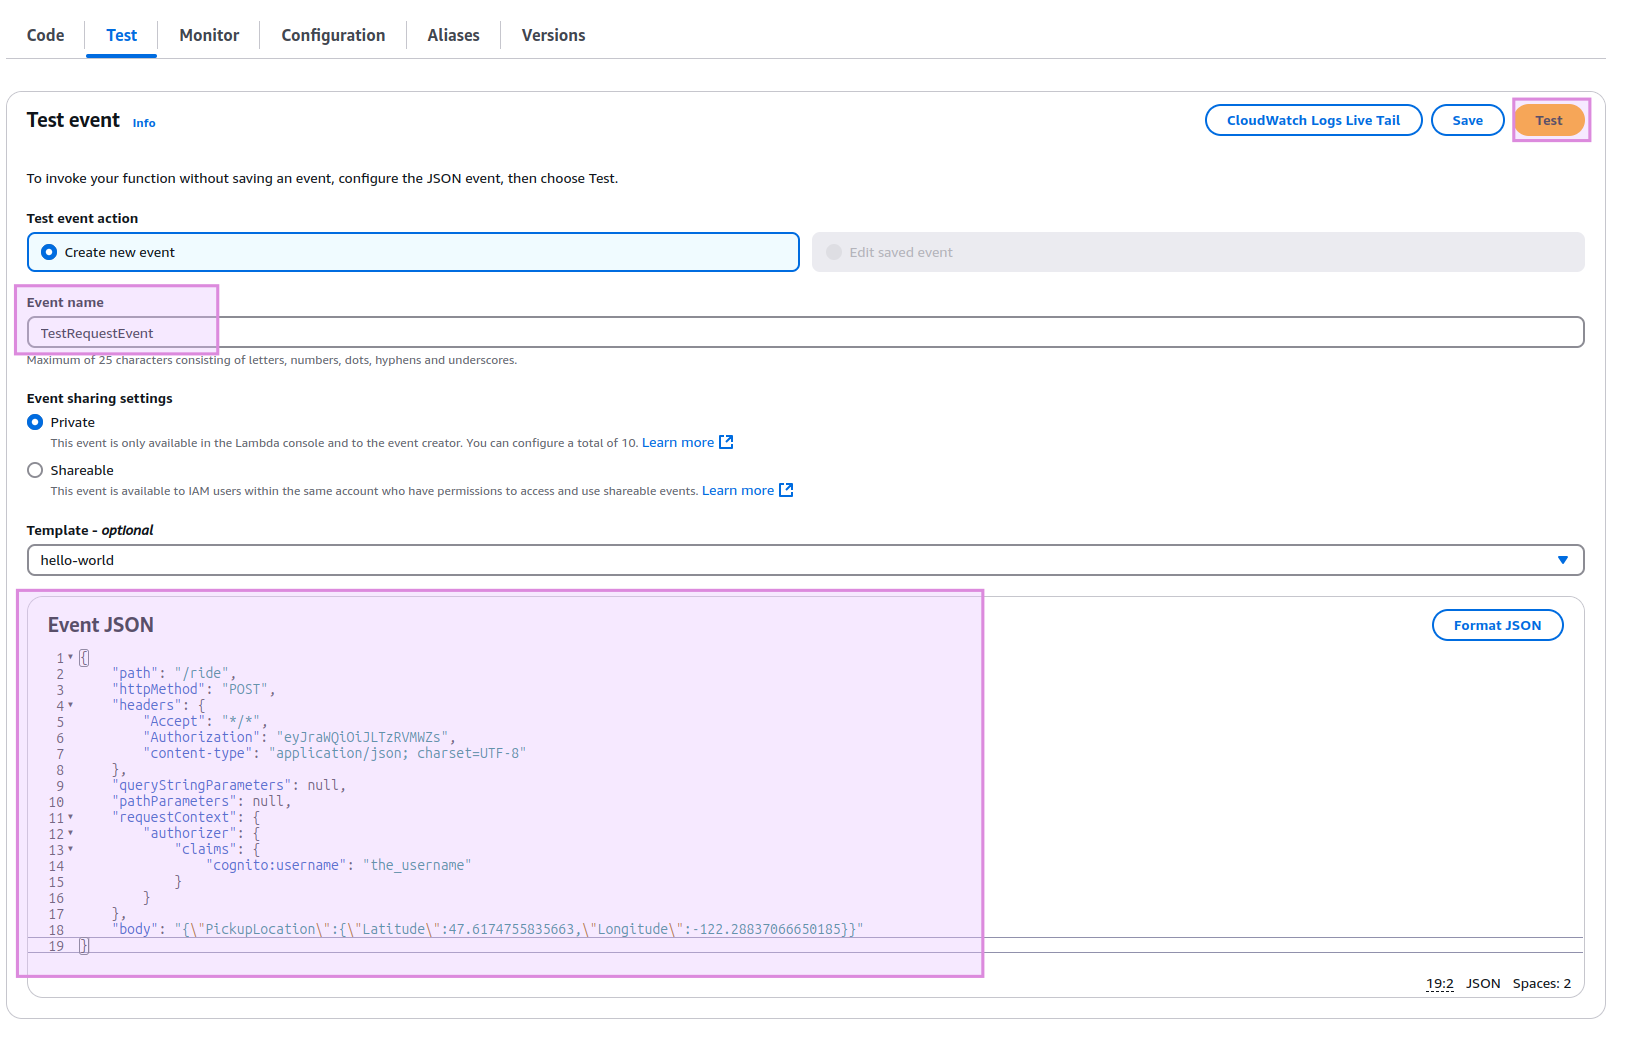 Code Test Monitor Configuration Aliases Versions
Test event Info CloudWatch Logs Live Tail Save Test
To invoke your function without saving an event, configure the JSON event, then choose Test.
Test event action
Create new event Edit saved event
Event name
TestRequestEvent
Maximum of 25 characters consisting of letters, numbers, dots, hyphens and underscores.
Event sharing settings
Private
This event is only available in the Lambda console and to the event creator. You can configure a total of 10. Learn more
Shareable
This event is available to IAM users within the same account who have permissions to access and use shareable events. Learn more
Template - optional
hello-world
Event JSON Format JSON
1 {
2 "path": "/ride",
3 "httpMethod": "POST",
4 "headers": {
5 "Accept": "*/*",
6 "Authorization": "eyJraWQiOiJLTzRVMWZs",
7 "content-type": "application/json; charset=UTF-8"
8 },
9 "queryStringParameters": null,
10 "pathParameters": null,
11 "requestContext": {
12 "authorizer": {
13 "claims": {
14 "cognito:username": "the_username"
15 }
16 }
17 },
18 "body": "{\"PickupLocation\":{\"Latitude\":47.6174755835663,\"Longitude\":-122.28837066650185}}"
19 }
19:2 JSON Spaces: 2